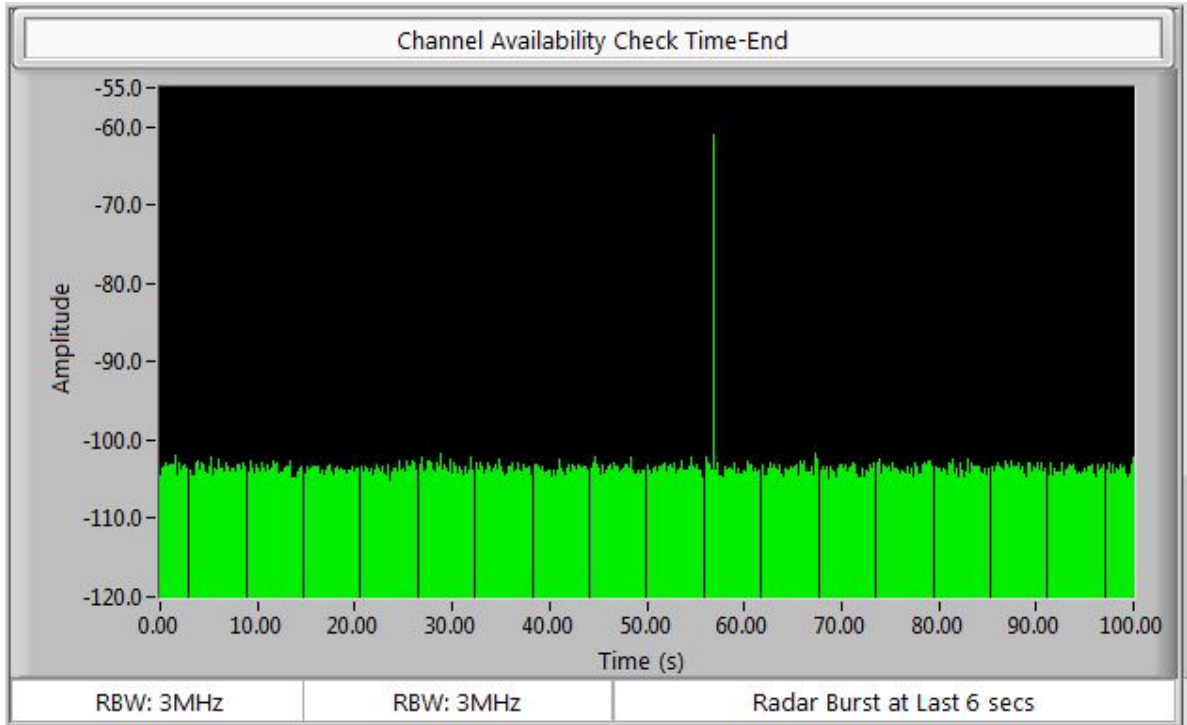 Channel Availability Check Time-End
-55.0
-60.0
-70.0
-80.0
-90.0
-100.0
-110.0
-120.0
Amplitude
0.00 10.00 20.00 30.00 40.00 50.00 60.00 70.00 80.00 90.00 100.00
Time (s)
RBW: 3MHz RBW: 3MHz Radar Burst at Last 6 secs